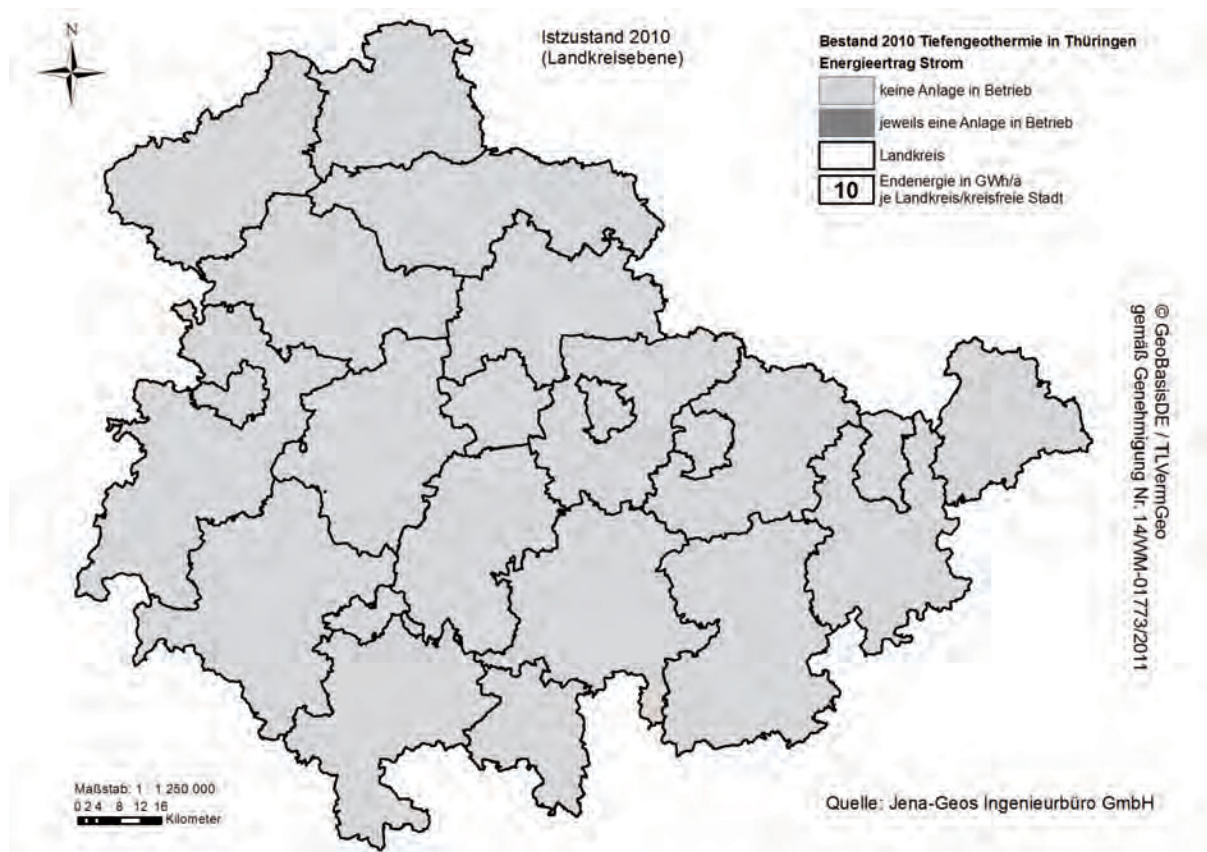 N
Istzustand 2010
(Landkreisebene)
Bestand 2010 Tiefengeothermie in Thüringen
Energieertrag Strom
keine Anlage in Betrieb
jeweils eine Anlage in Betrieb
Landkreis
10
Endenergie in GWh/a
je Landkreis/kreisfreie Stadt
© GeoBasisDE / TLVermGeo
gemäß Genehmigung Nr. 14/VM-01773/2011
Maßstab: 1 : 1.250.000
0 2 4 8 12 16
Kilometer
Quelle: Jena-Geos Ingenieurbüro GmbH